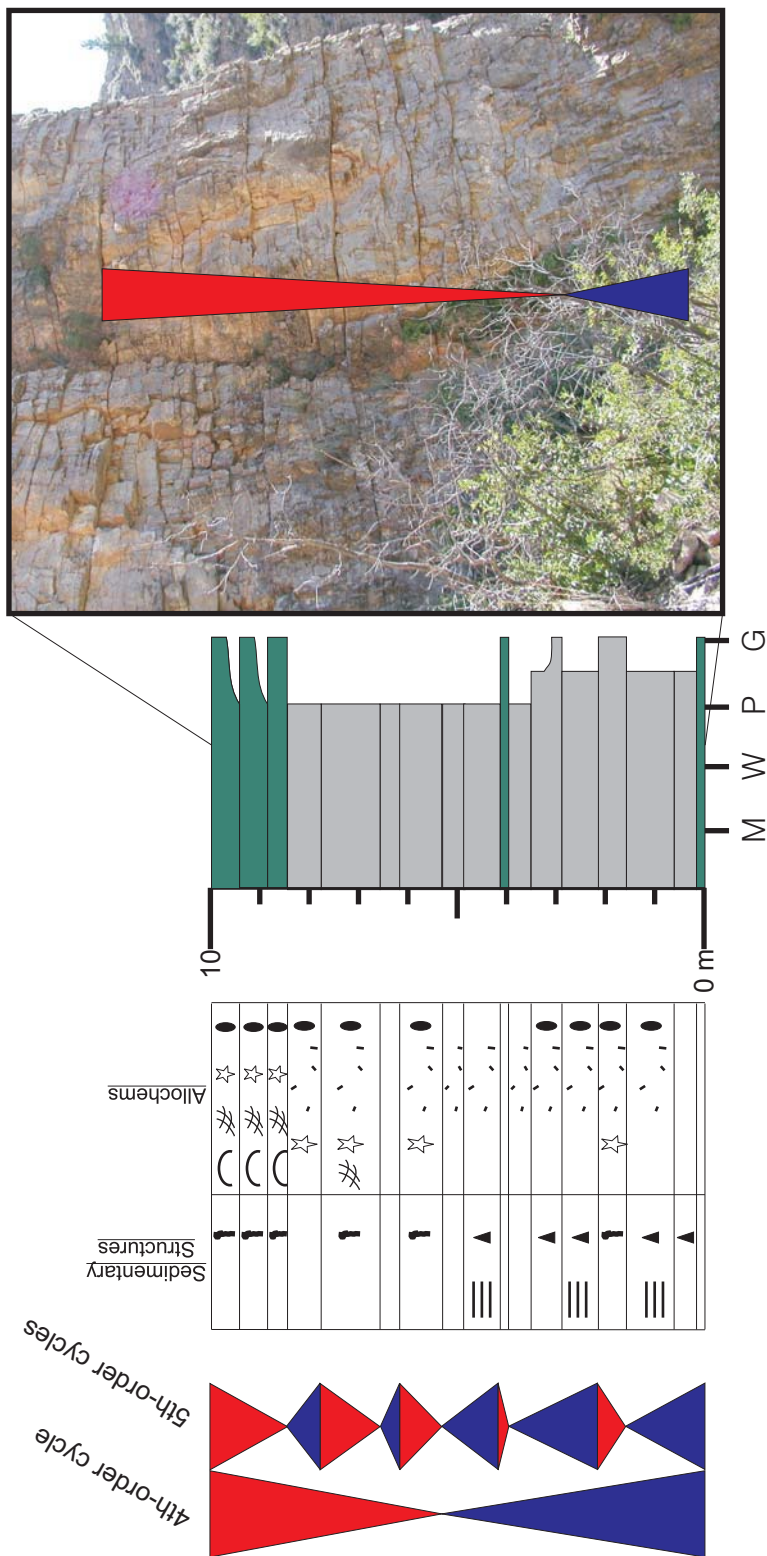 G
P
W
M
10
0 m
Allochems
Sedimentary
Structures
5th-order cycles
4th-order cycle